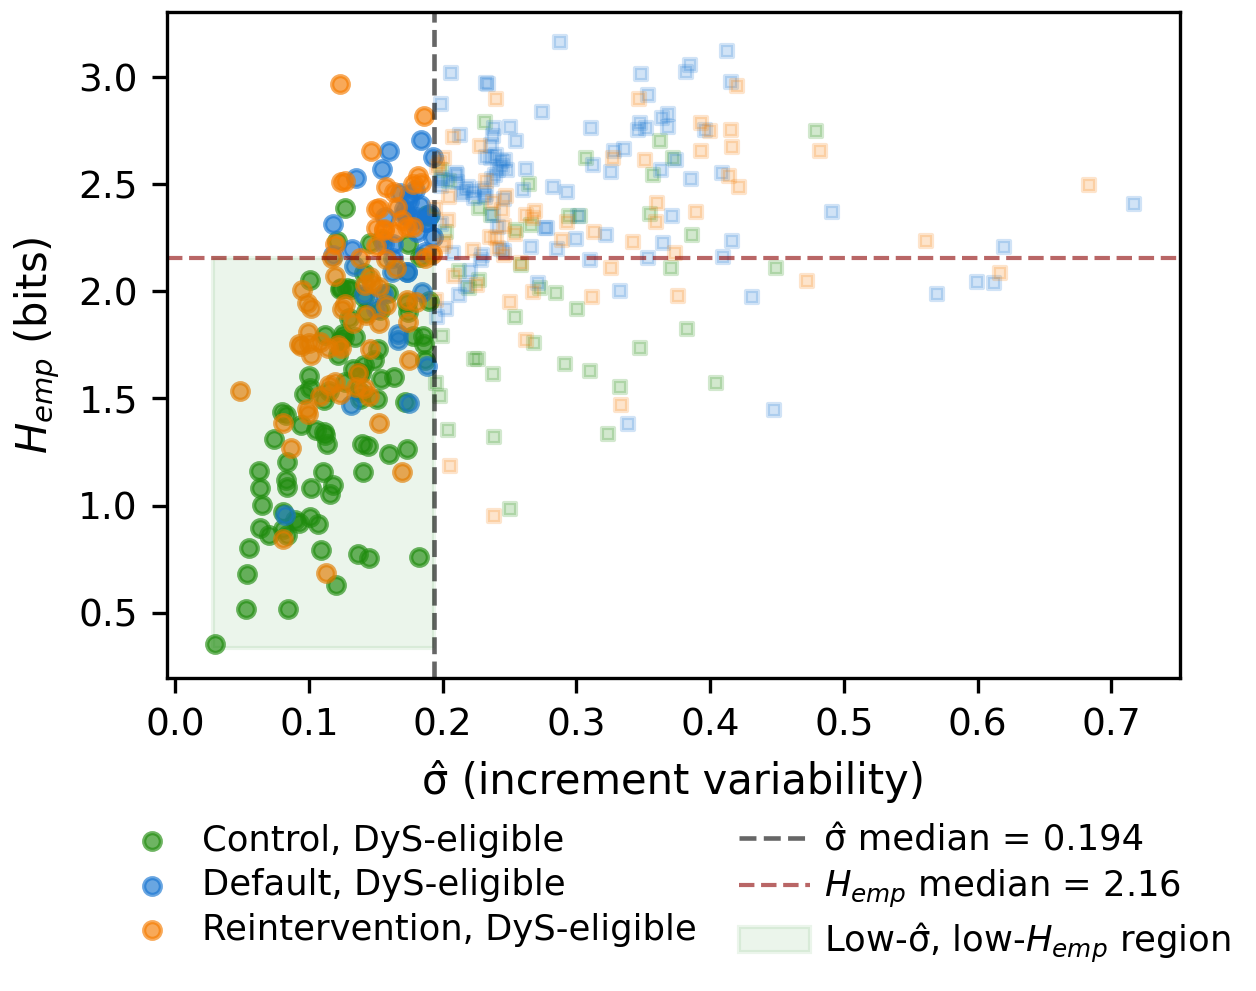 3.0
2.5
2.0
1.5
1.0
0.5
H_emp (bits)
0.0 0.1 0.2 0.3 0.4 0.5 0.6 0.7
σ̂ (increment variability)
Control, DyS-eligible
Default, DyS-eligible
Reintervention, DyS-eligible
σ̂ median = 0.194
H_emp median = 2.16
Low-σ̂, low-H_emp region